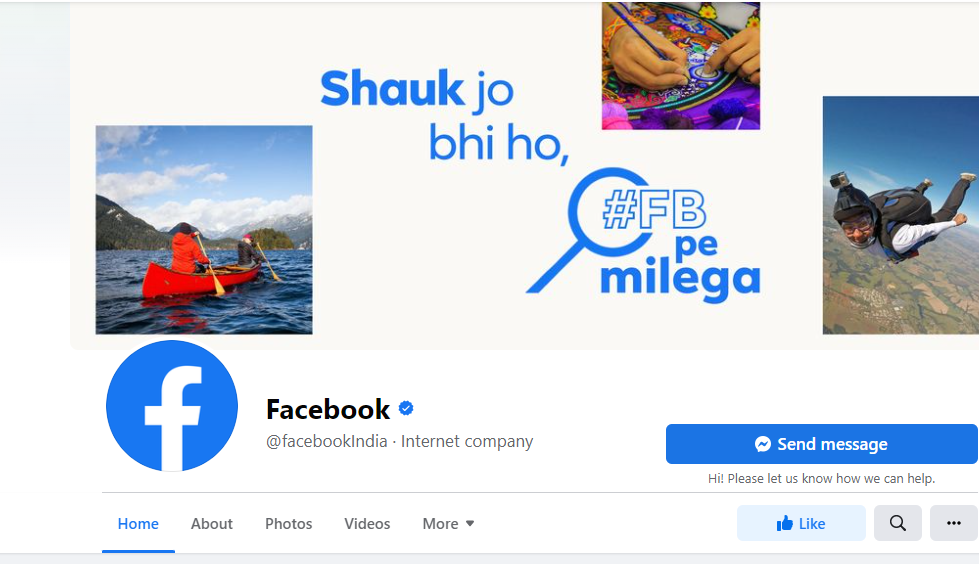 Shauk jo
bhi ho,
#FB
pe
milega
Facebook
@facebookIndia · Internet company
Send message
Hi! Please let us know how we can help.
Home About Photos Videos More Like